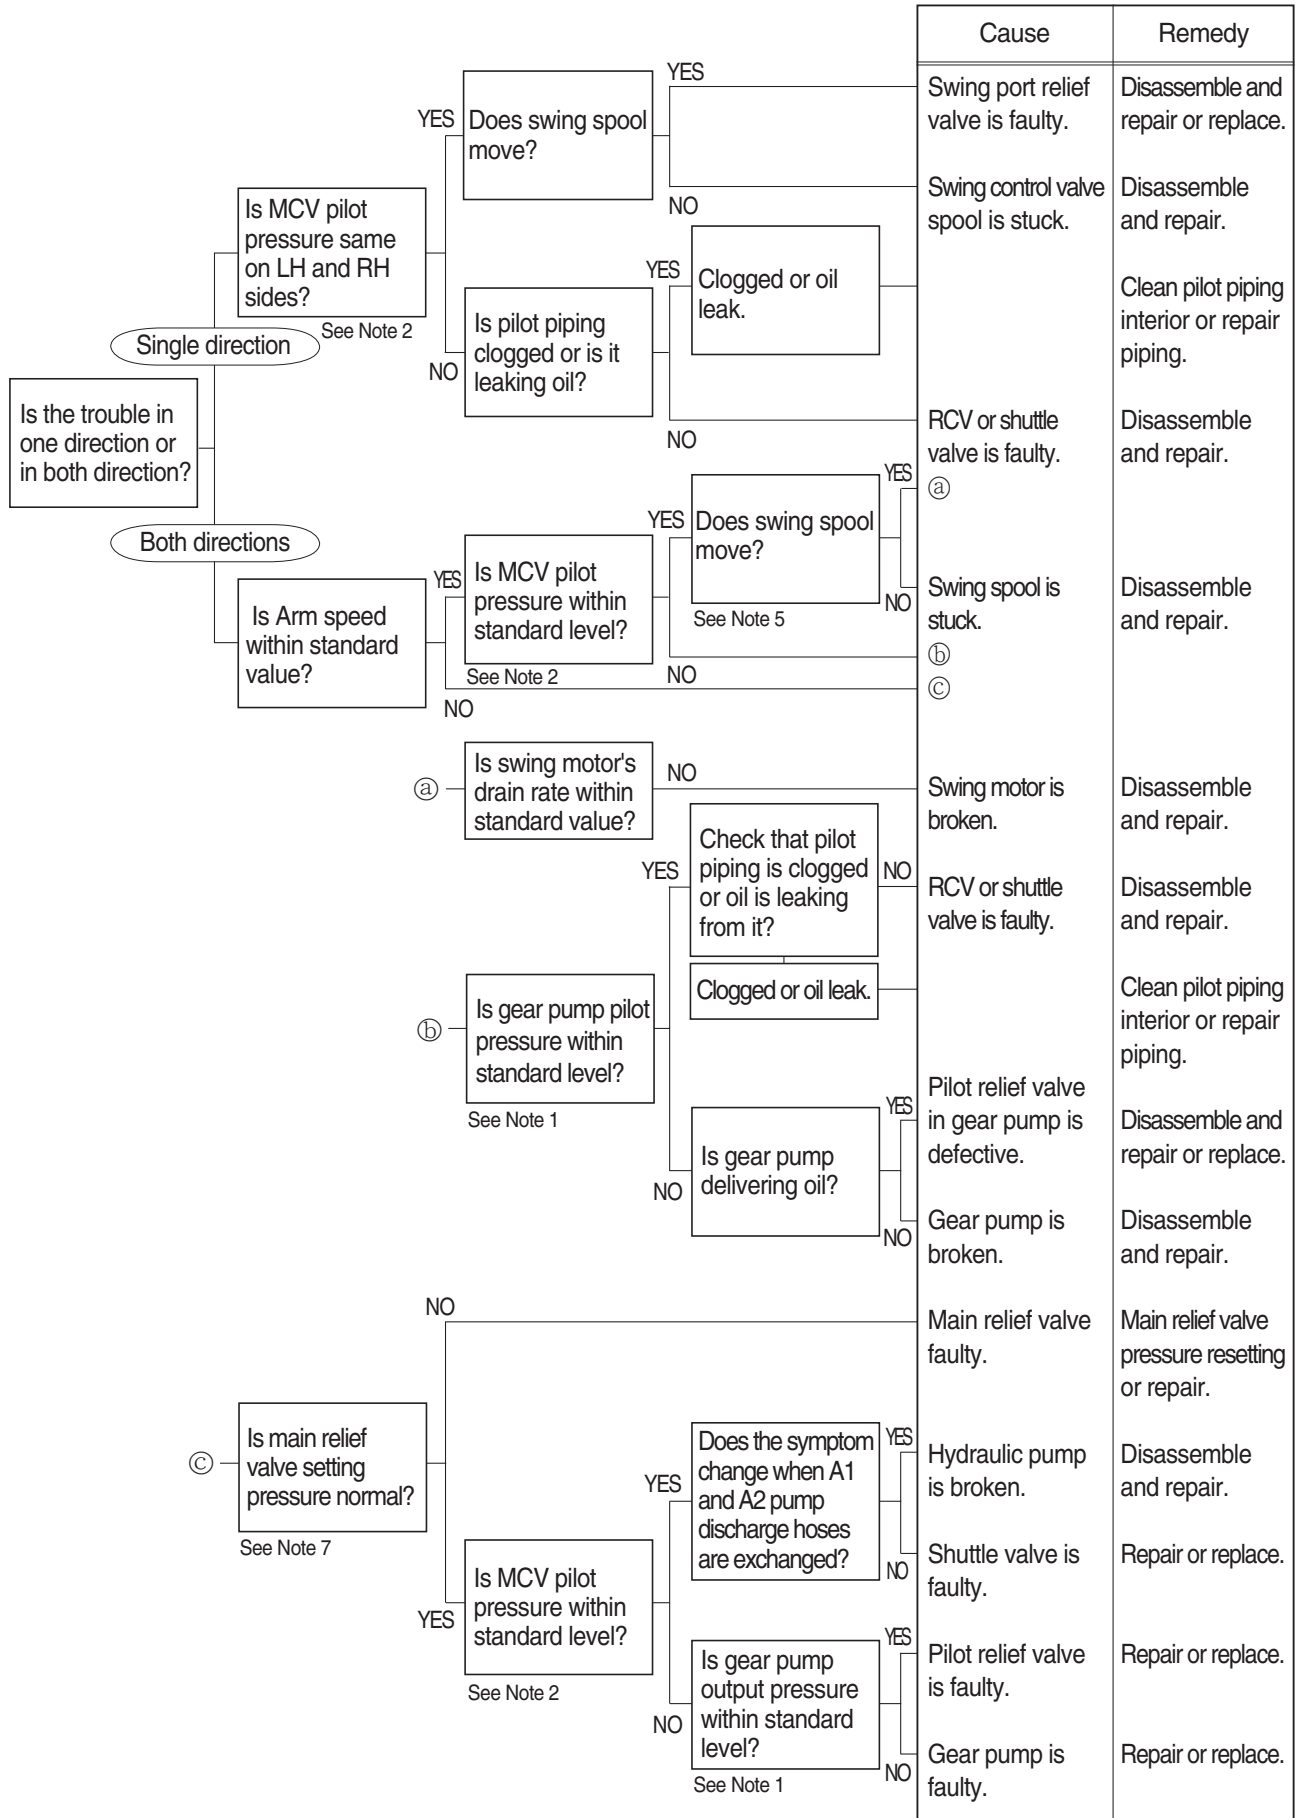 Cause
Remedy
YES
Swing port relief
valve is faulty.
Disassemble and
repair or replace.
YES
Does swing spool
move?
NO
Swing control valve
spool is stuck.
Disassemble
and repair.
Is MCV pilot
pressure same
on LH and RH
sides?
See Note 2
Single direction
NO
Is pilot piping
clogged or is it
leaking oil?
YES
Clogged or oil
leak.
Clean pilot piping
interior or repair
piping.
NO
RCV or shuttle
valve is faulty.
Disassemble
and repair.
Is the trouble in
one direction or
in both direction?
Both directions
Is Arm speed
within standard
value?
YES
Is MCV pilot
pressure within
standard level?
See Note 2
YES
Does swing spool
move?
See Note 5
YES
ⓐ
NO
Swing spool is
stuck.
Disassemble
and repair.
NO
ⓑ
NO
ⓒ
ⓐ
Is swing motor's
drain rate within
standard value?
NO
Swing motor is
broken.
Disassemble
and repair.
ⓑ
Is gear pump pilot
pressure within
standard level?
See Note 1
YES
Check that pilot
piping is clogged
or oil is leaking
from it?
NO
RCV or shuttle
valve is faulty.
Disassemble
and repair.
Clogged or oil leak.
Clean pilot piping
interior or repair
piping.
NO
Is gear pump
delivering oil?
YES
Pilot relief valve
in gear pump is
defective.
Disassemble and
repair or replace.
NO
Gear pump is
broken.
Disassemble
and repair.
ⓒ
Is main relief
valve setting
pressure normal?
See Note 7
NO
Main relief valve
faulty.
Main relief valve
pressure resetting
or repair.
YES
Is MCV pilot
pressure within
standard level?
See Note 2
YES
Does the symptom
change when A1
and A2 pump
discharge hoses
are exchanged?
YES
Hydraulic pump
is broken.
Disassemble
and repair.
NO
Shuttle valve is
faulty.
Repair or replace.
NO
Is gear pump
output pressure
within standard
level?
See Note 1
YES
Pilot relief valve
is faulty.
Repair or replace.
NO
Gear pump is
faulty.
Repair or replace.